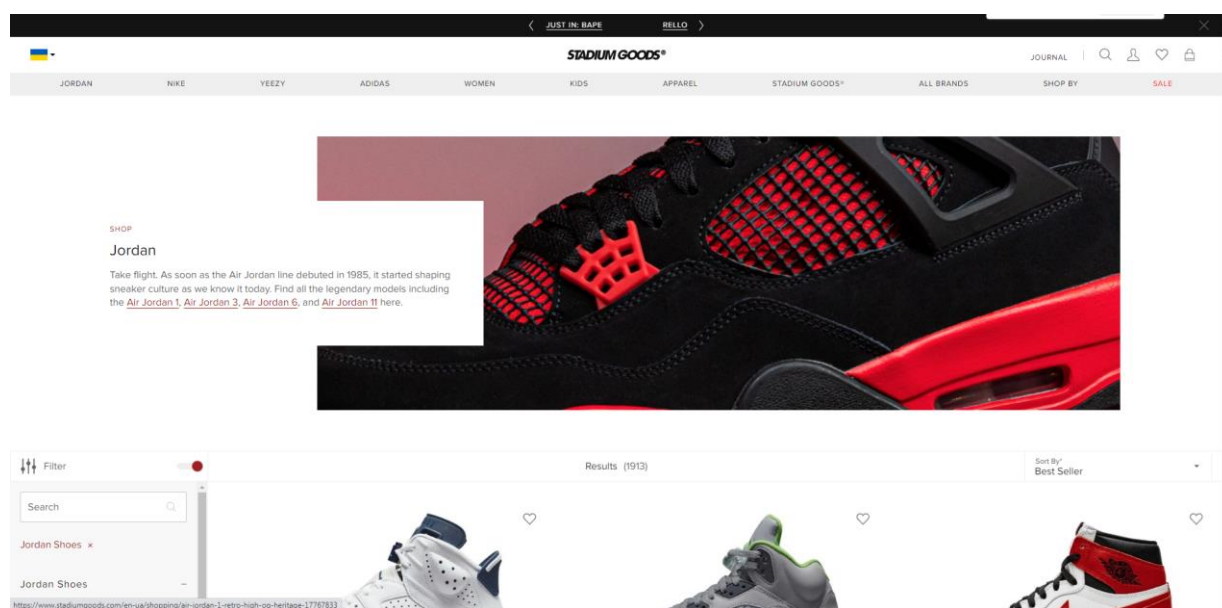 JUST IN: BAPE RELLO
STADIUM GOODS®
JOURNAL
JORDAN NIKE YEEZY ADIDAS WOMEN KIDS APPAREL STADIUM GOODS® ALL BRANDS SHOP BY SALE
SHOP
Jordan
Take flight. As soon as the Air Jordan line debuted in 1985, it started shaping
sneaker culture as we know it today. Find all the legendary models including
the Air Jordan 1, Air Jordan 3, Air Jordan 6, and Air Jordan 11 here.
Filter
Results (1913)
Sort By*
Best Seller
Search
Jordan Shoes ×
Jordan Shoes –
https://www.stadiumgoods.com/en-ua/shopping/air-jordan-1-retro-high-og-heritage-17767833